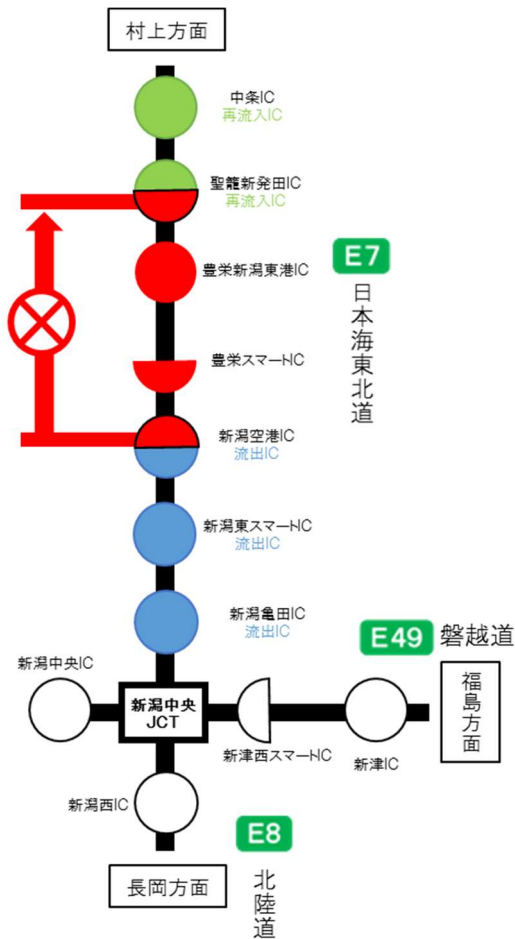 村上方面
中条IC
再流入IC
聖籠新発田IC
再流入IC
豊栄新潟東港IC
E7
日本海東北道
豊栄スマートIC
新潟空港IC
流出IC
新潟東スマートIC
流出IC
新潟亀田IC
流出IC
E49 磐越道
新潟中央IC
新潟中央
JCT
福島方面
新津西スマートIC
新津IC
新潟西IC
E8
北陸道
長岡方面